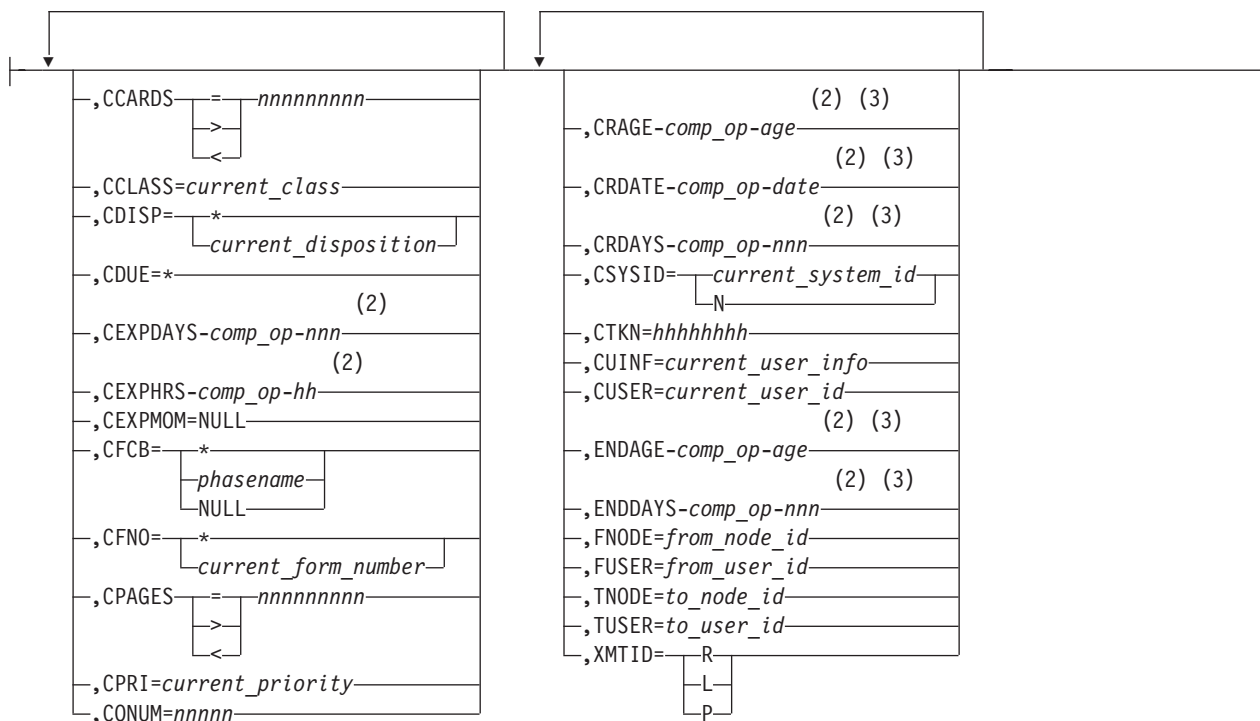 ,CCARDS = nnnnnnnnn
>
<
,CCLASS=current_class
,CDISP= *
current_disposition
,CDUE=*
(2)
,CEXPDAYS-comp_op-nnn
(2)
,CEXPHRS-comp_op-hh
,CEXPMOM=NULL
,CFCB= *
phasename
NULL
,CFNO= *
current_form_number
,CPAGES = nnnnnnnnn
>
<
,CPRI=current_priority
,CONUM=nnnnn
(2) (3)
,CRAGE-comp_op-age
(2) (3)
,CRDATE-comp_op-date
(2) (3)
,CRDAYS-comp_op-nnn
,CSYSID= current_system_id
N
,CTKN=hhhhhhhh
,CUINF=current_user_info
,CUSER=current_user_id
(2) (3)
,ENDAGE-comp_op-age
(2) (3)
,ENDDAYS-comp_op-nnn
,FNODE=from_node_id
,FUSER=from_user_id
,TNODE=to_node_id
,TUSER=to_user_id
,XMTID= R
L
P